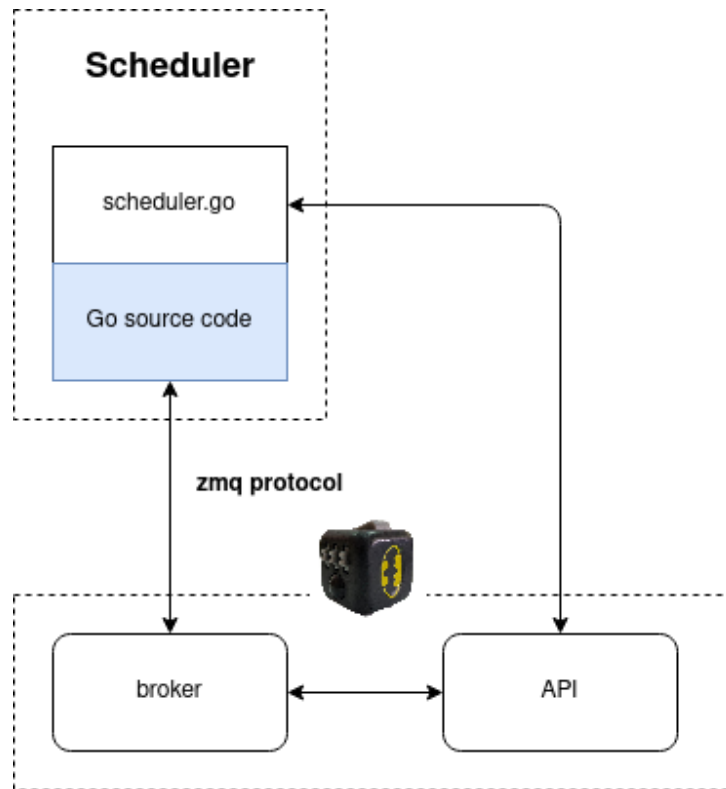 Scheduler
scheduler.go
Go source code
zmq protocol
broker
API